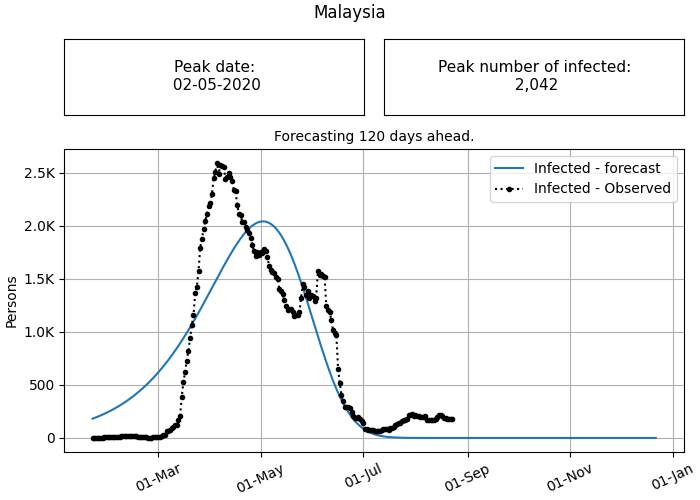 Malaysia
Peak date:
02-05-2020
Peak number of infected:
2,042
Forecasting 120 days ahead.
Infected - forecast
Infected - Observed
2.5K
2.0K
1.5K
1.0K
500
0
Persons
01-Mar
01-May
01-Jul
01-Sep
01-Nov
01-Jan